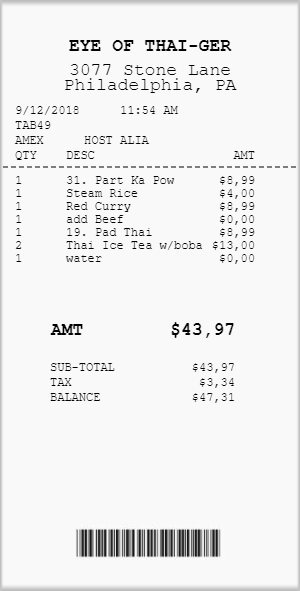 EYE OF THAI-GER
3077 Stone Lane
Philadelphia, PA
9/12/2018 11:54 AM
TAB49
AMEX HOST ALIA
QTY DESC AMT
1 31. Part Ka Pow $8,99
1 Steam Rice $4,00
1 Red Curry $8,99
1 add Beef $0,00
1 19. Pad Thai $8,99
2 Thai Ice Tea w/boba $13,00
1 water $0,00
AMT $43,97
SUB-TOTAL $43,97
TAX $3,34
BALANCE $47,31